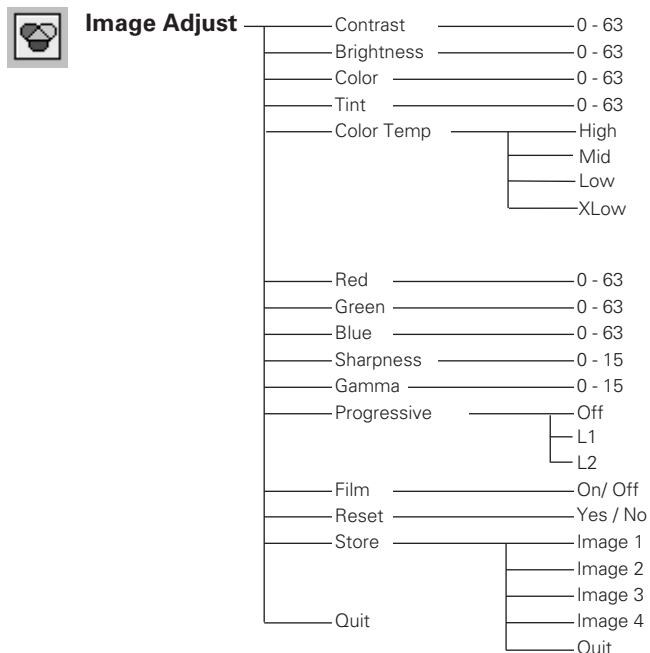 Image Adjust Contrast 0 - 63
Brightness 0 - 63
Color 0 - 63
Tint 0 - 63
Color Temp High
Mid
Low
XLow
Red 0 - 63
Green 0 - 63
Blue 0 - 63
Sharpness 0 - 15
Gamma 0 - 15
Progressive Off
L1
L2
Film On/ Off
Reset Yes / No
Store Image 1
Image 2
Image 3
Quit Image 4
Quit